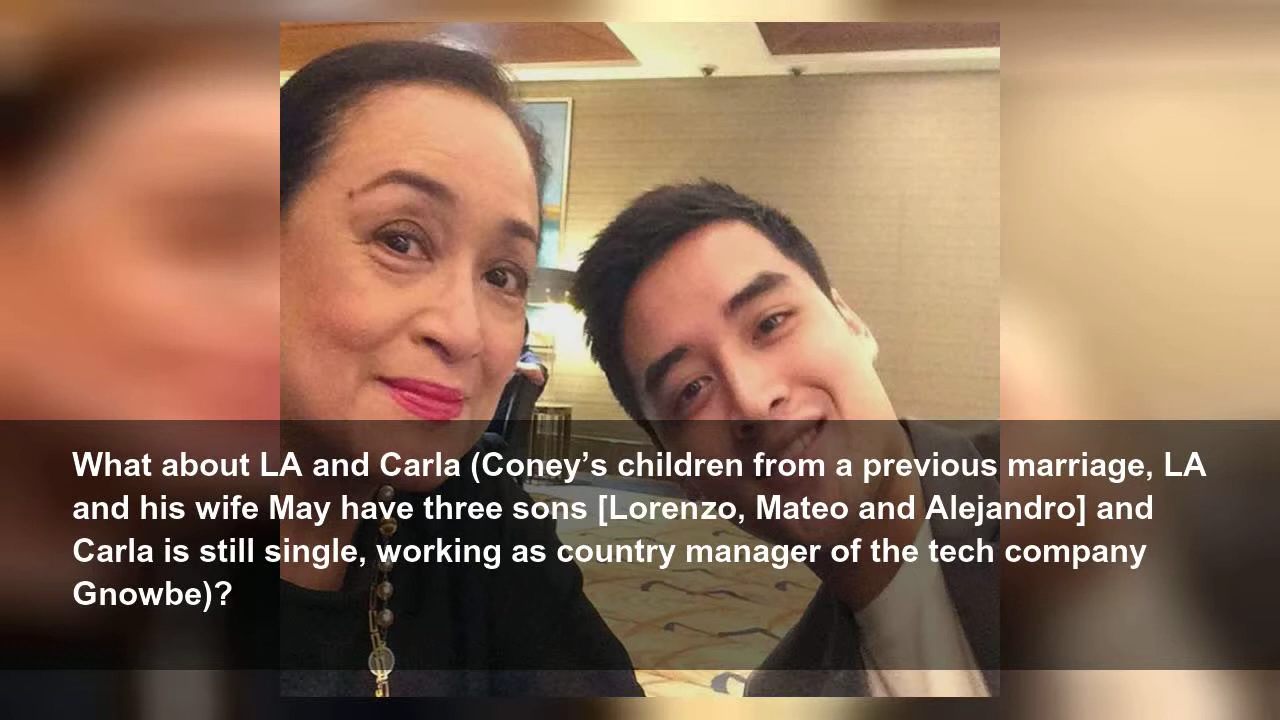 What about LA and Carla (Coney’s children from a previous marriage, LA
and his wife May have three sons [Lorenzo, Mateo and Alejandro] and
Carla is still single, working as country manager of the tech company
Gnowbe)?